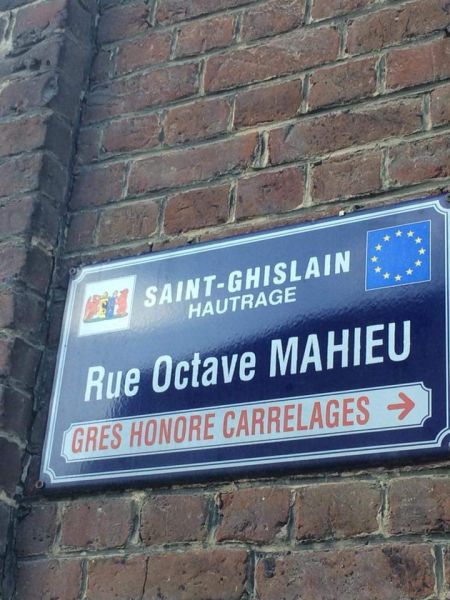 SAINT-GHISLAIN
HAUTRAGE
Rue Octave MAHIEU
GRES HONORE CARRELAGES →